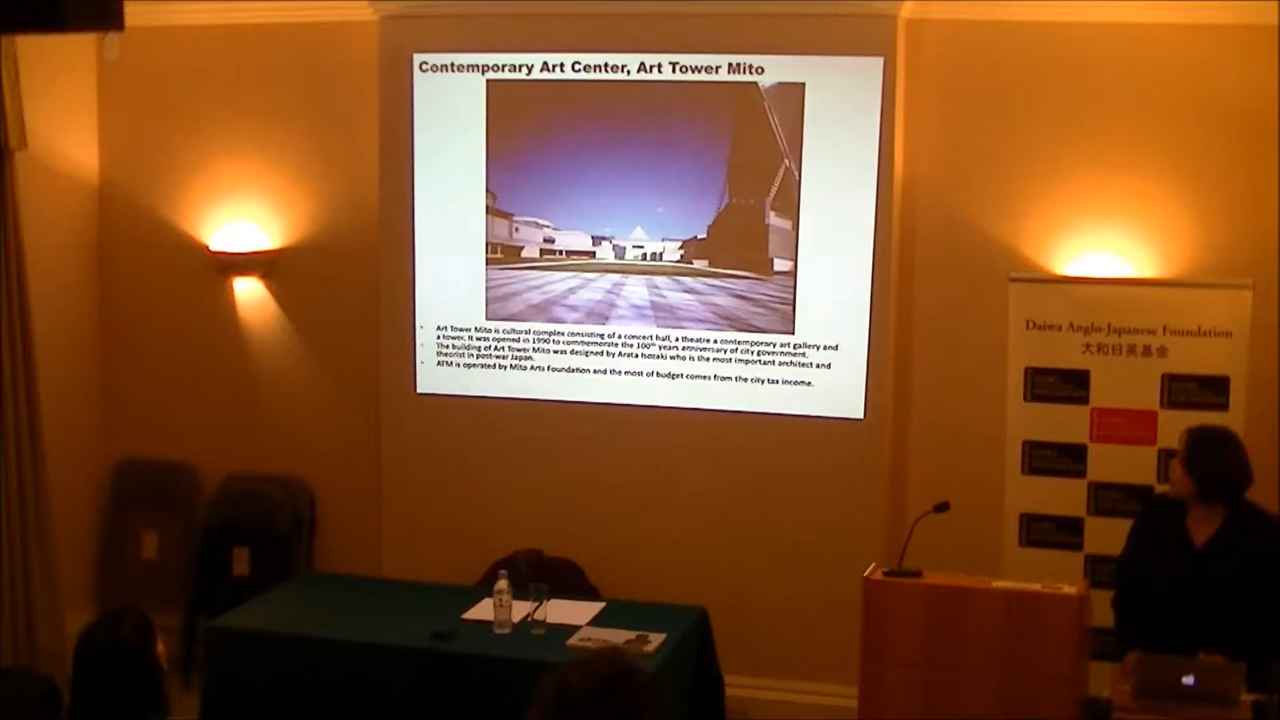 Contemporary Art Center, Art Tower Mito
• Art Tower Mito is cultural complex consisting of a concert hall, a theatre a contemporary art gallery and
a tower. It was opened in 1990 to commemorate the 100th years anniversary of city government.
• The building of Art Tower Mito was designed by Arata Isozaki who is the most important architect and
theorist in post-war Japan.
• ATM is operated by Mito Arts Foundation and the most of budget comes from the city tax income.
Daiwa Anglo-Japanese Foundation
大和日英基金